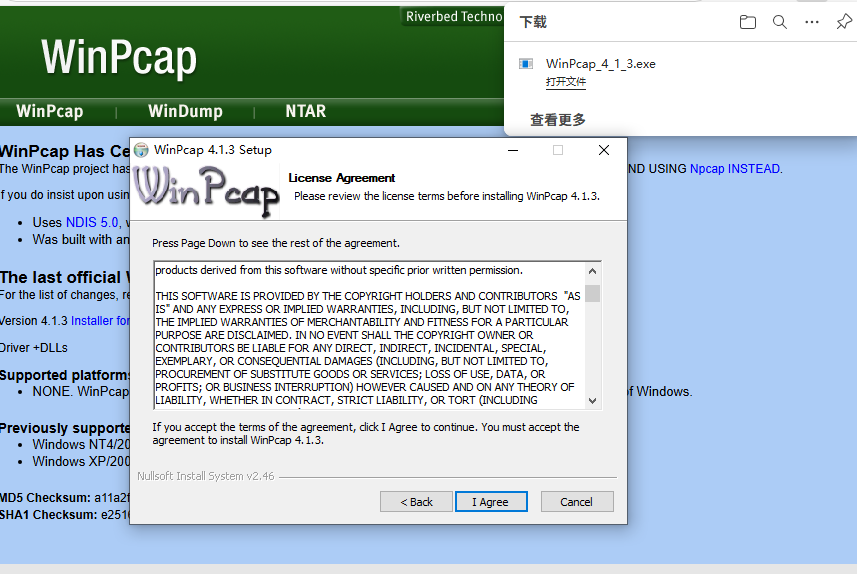 Riverbed Techno
WinPcap
WinPcap | WinDump | NTAR
下载
WinPcap_4_1_3.exe
打开文件
查看更多
WinPcap Has Ce
The WinPcap project has
ND USING Npcap INSTEAD.
If you do insist upon usin
• Uses NDIS 5.0, w
• Was built with an
The last official W
For the list of changes, re
Version 4.1.3 Installer for
Driver +DLLs
Supported platforms
• NONE. WinPcap
of Windows.
Previously supporte
• Windows NT4/20
• Windows XP/200
MD5 Checksum: a11a2f
SHA1 Checksum: e2516
WinPcap 4.1.3 Setup
WinPcap
License Agreement
Please review the license terms before installing WinPcap 4.1.3.
Press Page Down to see the rest of the agreement.
products derived from this software without specific prior written permission.
THIS SOFTWARE IS PROVIDED BY THE COPYRIGHT HOLDERS AND CONTRIBUTORS "AS
IS" AND ANY EXPRESS OR IMPLIED WARRANTIES, INCLUDING, BUT NOT LIMITED TO,
THE IMPLIED WARRANTIES OF MERCHANTABILITY AND FITNESS FOR A PARTICULAR
PURPOSE ARE DISCLAIMED. IN NO EVENT SHALL THE COPYRIGHT OWNER OR
CONTRIBUTORS BE LIABLE FOR ANY DIRECT, INDIRECT, INCIDENTAL, SPECIAL,
EXEMPLARY, OR CONSEQUENTIAL DAMAGES (INCLUDING, BUT NOT LIMITED TO,
PROCUREMENT OF SUBSTITUTE GOODS OR SERVICES; LOSS OF USE, DATA, OR
PROFITS; OR BUSINESS INTERRUPTION) HOWEVER CAUSED AND ON ANY THEORY OF
LIABILITY, WHETHER IN CONTRACT, STRICT LIABILITY, OR TORT (INCLUDING
If you accept the terms of the agreement, click I Agree to continue. You must accept the
agreement to install WinPcap 4.1.3.
Nullsoft Install System v2.46
< Back
I Agree
Cancel